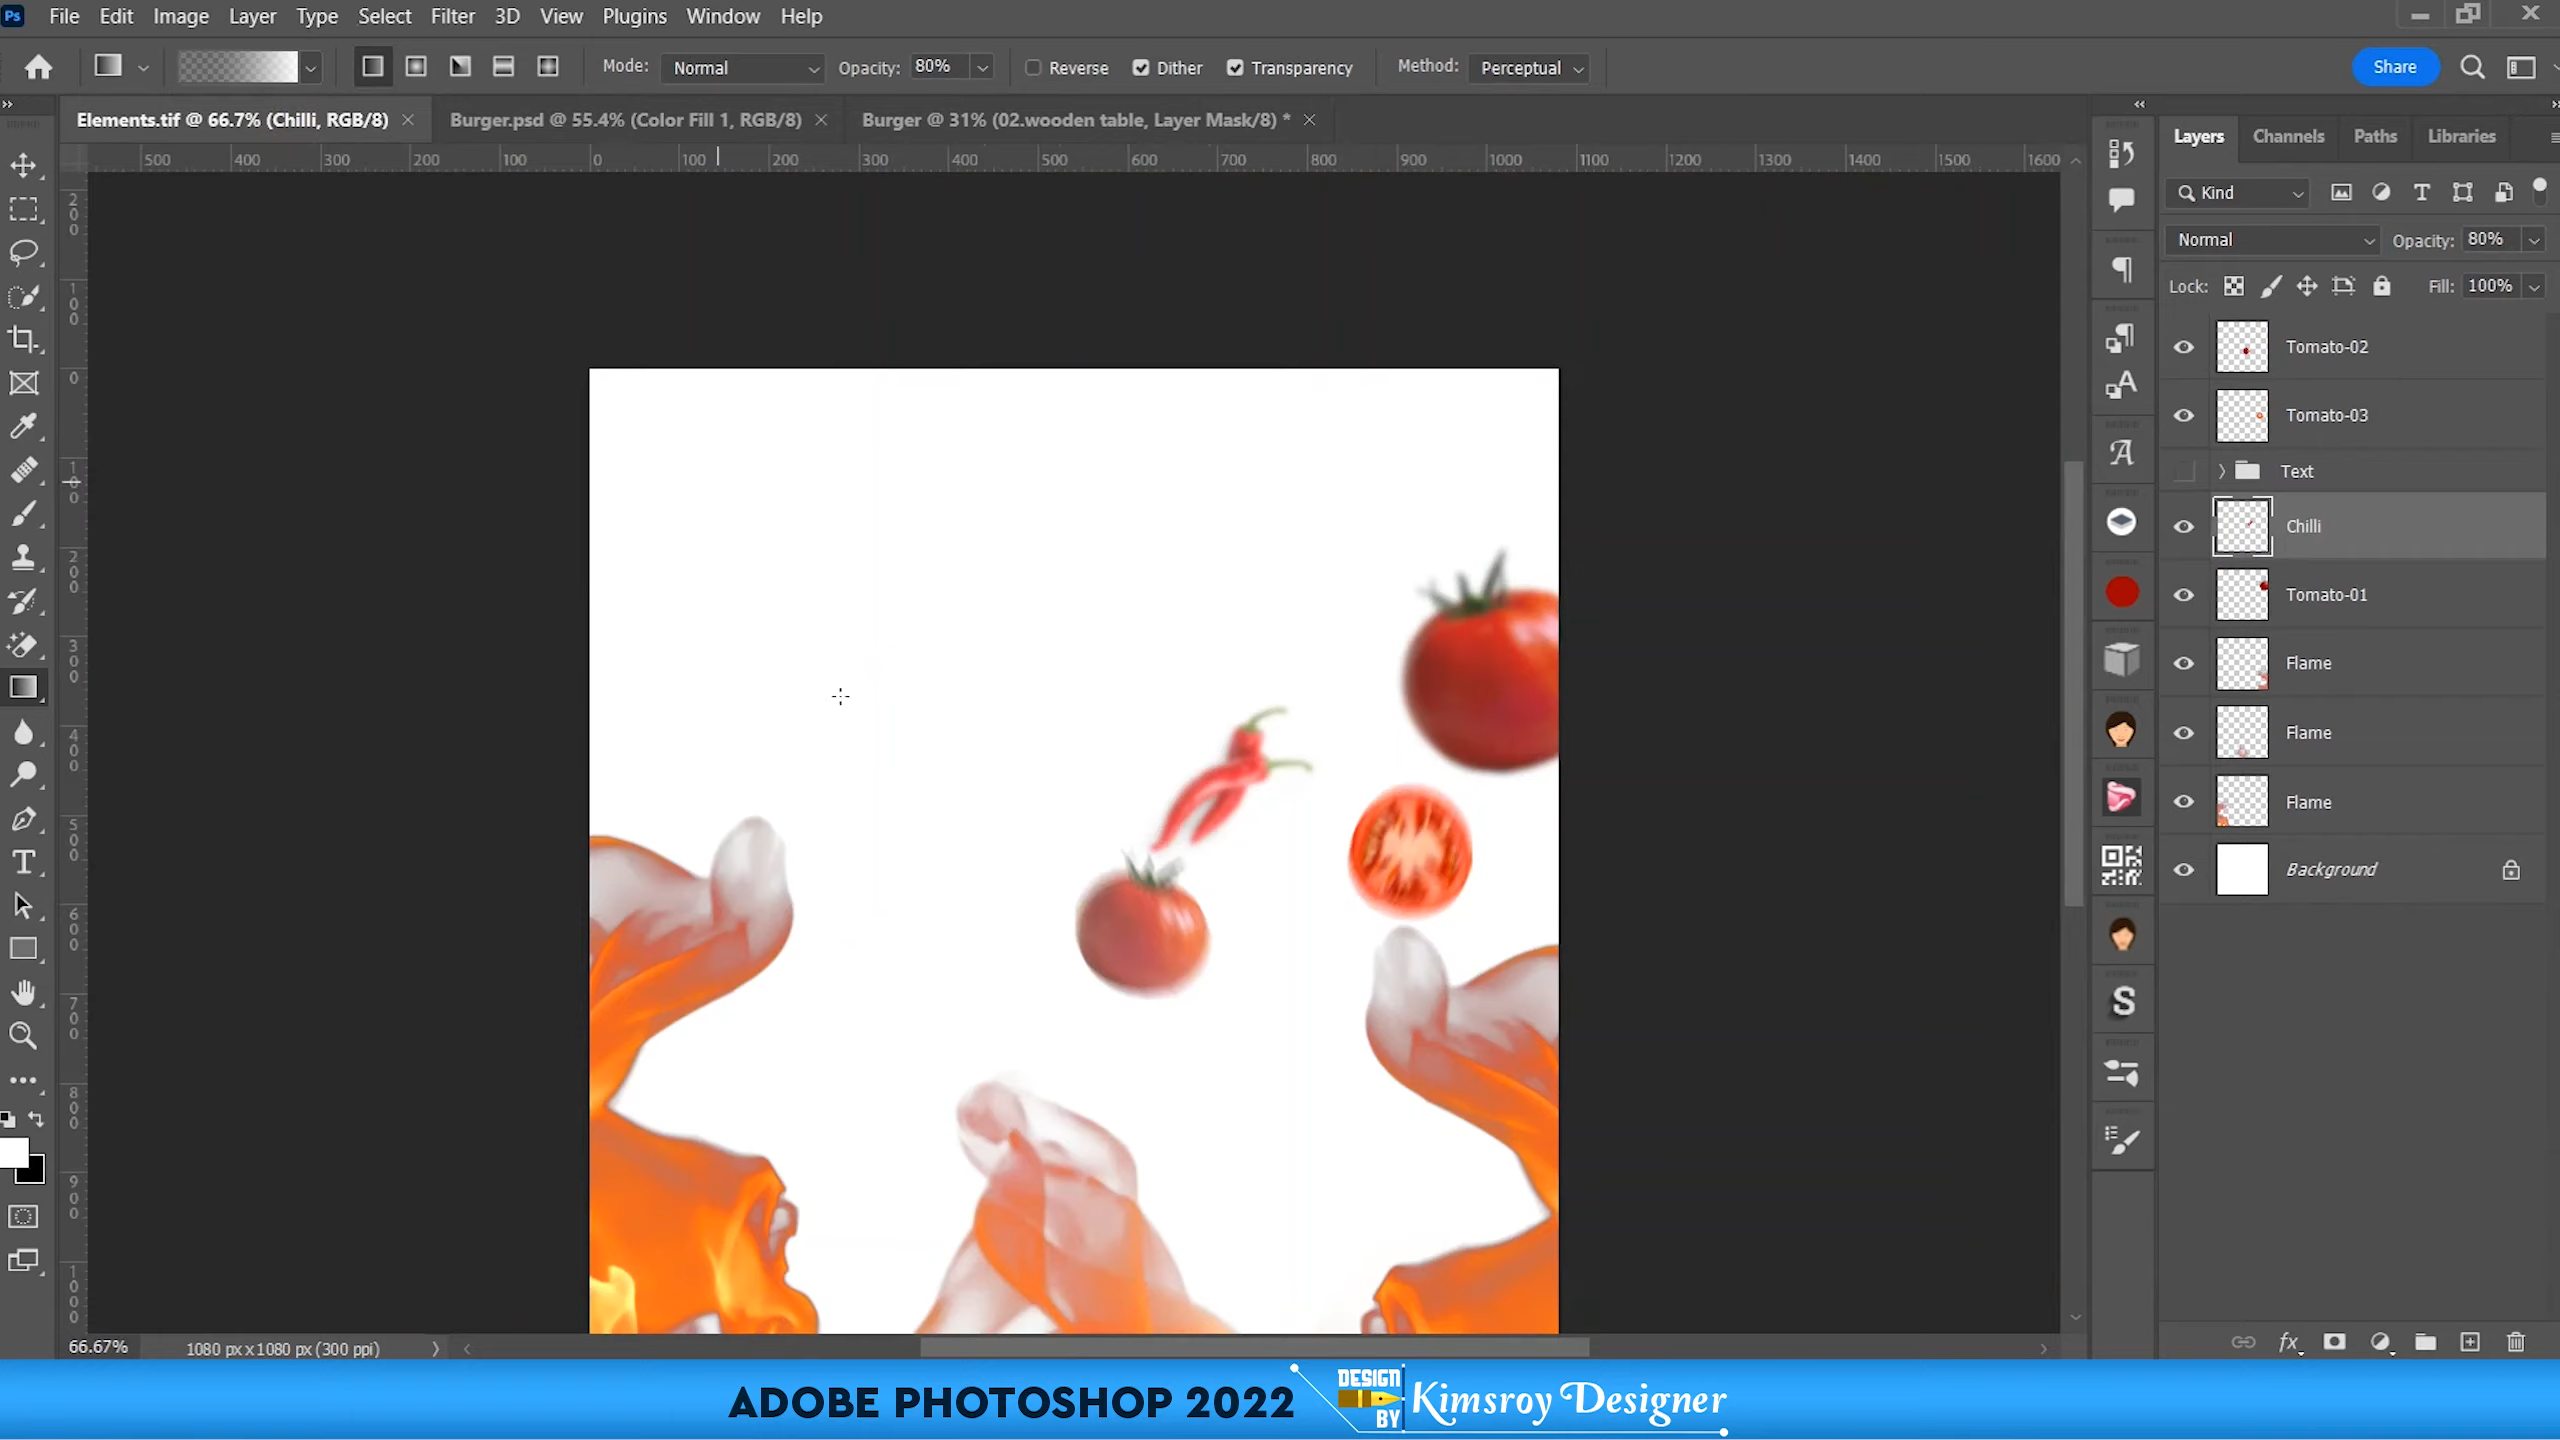 Ps File Edit Image Layer Type Select Filter 3D View Plugins Window Help
Mode: Normal Opacity: 80% Reverse Dither Transparency Method: Perceptual Share
Elements.tif @ 66.7% (Chilli, RGB/8) Burger.psd @ 55.4% (Color Fill 1, RGB/8) Burger @ 31% (02.wooden table, Layer Mask/8) *
500 400 300 200 100 0 100 200 300 400 500 600 700 800 900 1000 1100 1200 1300 1400 1500 1600
200
100
0
100
200
300
400
500
600
700
800
900
1000
Layers Channels Paths Libraries
Kind
Normal Opacity: 80%
Lock: Fill: 100%
Tomato-02
Tomato-03
Text
Chilli
Tomato-01
Flame
Flame
Flame
Background
66.67% 1080 px x 1080 px (300 ppi)
ADOBE PHOTOSHOP 2022
DESIGN
BY
Kimsroy Designer